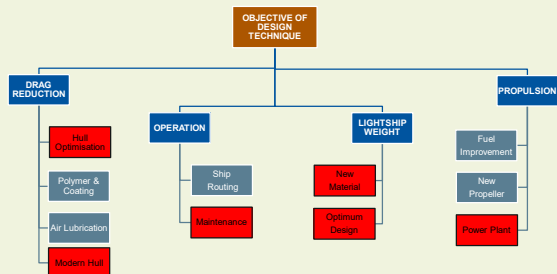 OBJECTIVE OF
DESIGN
TECHNIQUE
DRAG
REDUCTION
Hull
Optimisation
Polymer &
Coating
Air Lubrication
Modern Hull
OPERATION
Ship
Routing
Maintenance
LIGHTSHIP
WEIGHT
New
Material
Optimum
Design
PROPULSION
Fuel
Improvement
New
Propeller
Power Plant